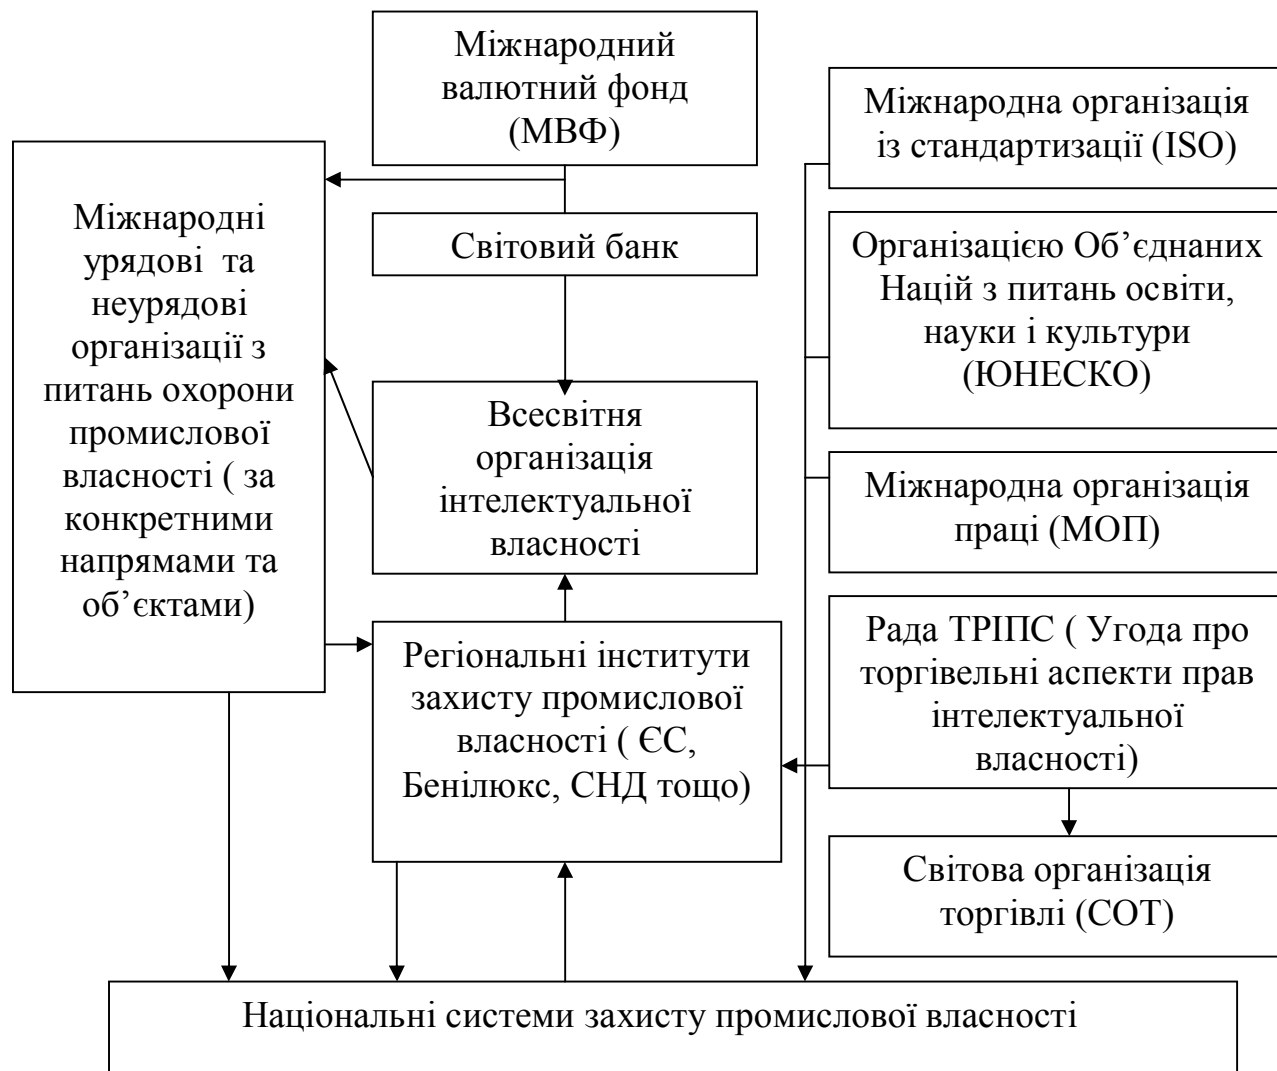 Міжнародний
валютний фонд
(МВФ)
Міжнародна організація
із стандартизації (ISO)
Міжнародні
урядові та
неурядові
організації з
питань охорони
промислової
власності ( за
конкретними
напрямами та
об’єктами)
Світовий банк
Організацією Об’єднаних
Націй з питань освіти,
науки і культури
(ЮНЕСКО)
Всесвітня
організація
інтелектуальної
власності
Міжнародна організація
праці (МОП)
Регіональні інститути
захисту промислової
власності ( ЄС,
Бенілюкс, СНД тощо)
Рада ТРІПС ( Угода про
торгівельні аспекти прав
інтелектуальної
власності)
Світова організація
торгівлі (СОТ)
Національні системи захисту промислової власності